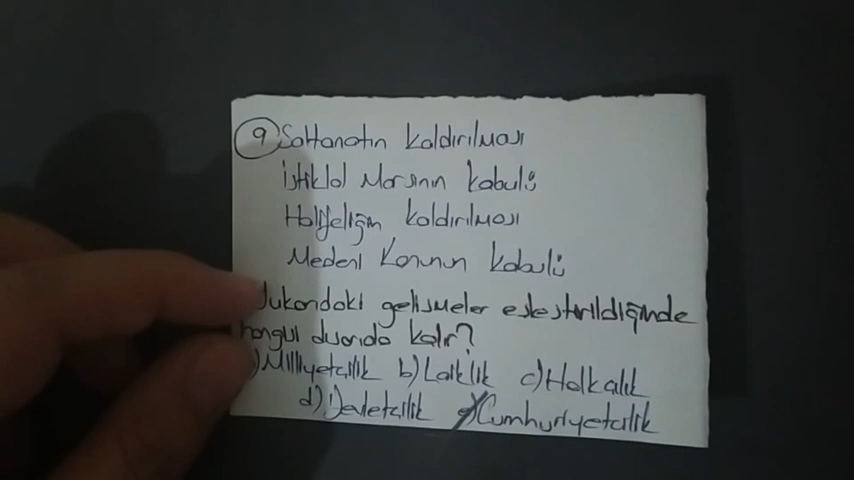 9 Saltanatın kaldırılması
İstiklal Marşının kabulü
Halifeliğin kaldırılması
Medeni Kanunun kabulü
Yukarıdaki gelişmeler eşleştirildiğinde
hangisi dışarıda kalır?
a) Milliyetçilik b) Laiklik c) Halkçılık
d) Devletçilik e) Cumhuriyetçilik